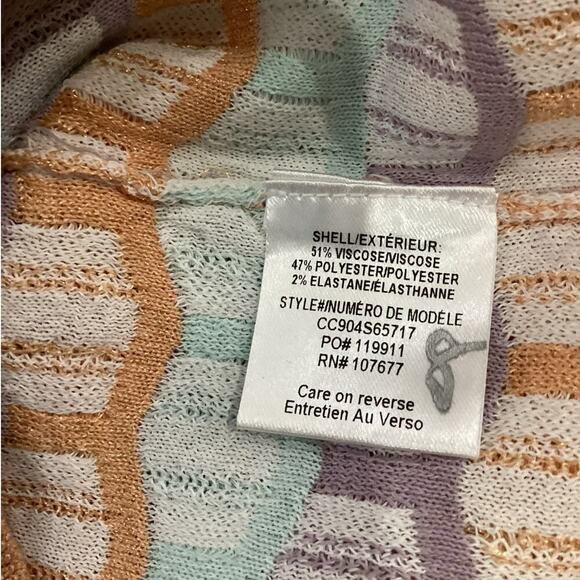 SHELL/EXTÉRIEUR:
51% VISCOSE/VISCOSE
47% POLYESTER/POLYESTER
2% ELASTANE/ÉLASTHANNE
STYLE#/NUMÉRO DE MODÈLE
CC904S65717
PO# 119911
RN# 107677
Care on reverse
Entretien Au Verso